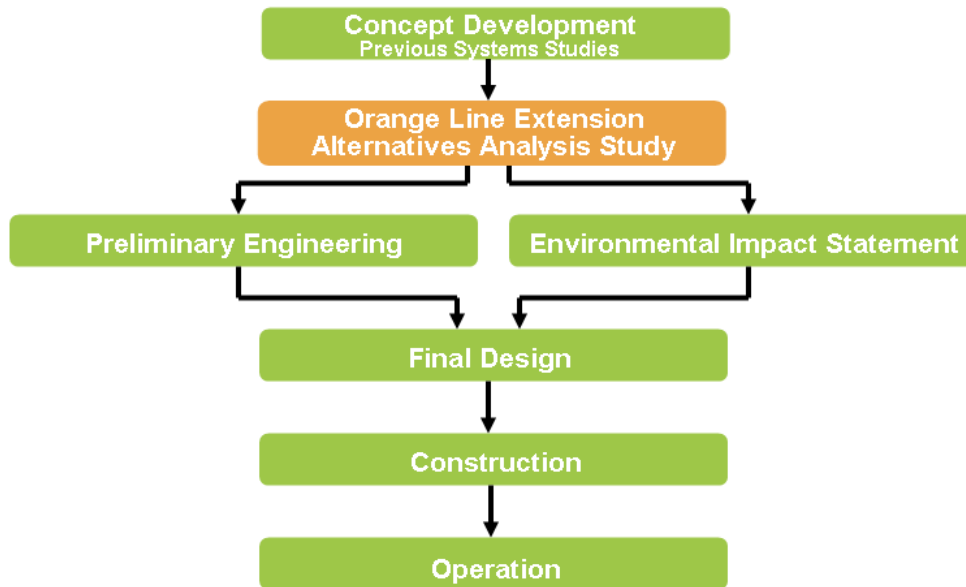 Concept Development
Previous Systems Studies
Orange Line Extension
Alternatives Analysis Study
Preliminary Engineering
Environmental Impact Statement
Final Design
Construction
Operation